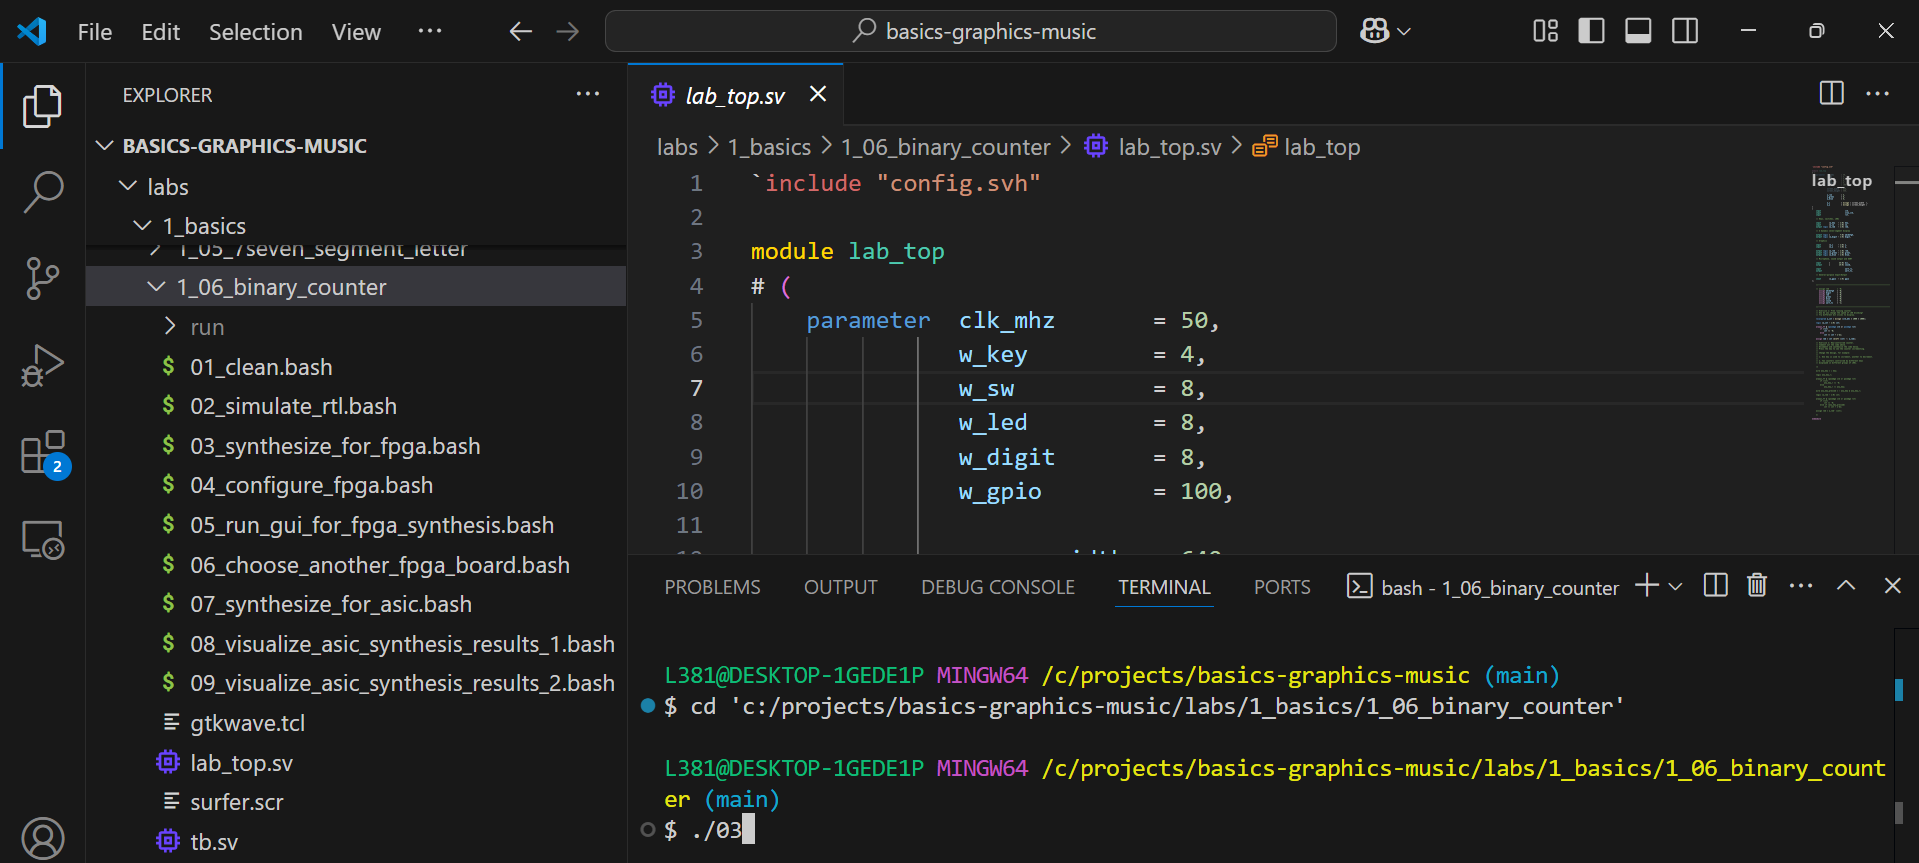 File Edit Selection View ··· basics-graphics-music
EXPLORER ···
BASICS-GRAPHICS-MUSIC
labs
1_basics
1_05_7seven_segment_letter
1_06_binary_counter
run
$ 01_clean.bash
$ 02_simulate_rtl.bash
$ 03_synthesize_for_fpga.bash
$ 04_configure_fpga.bash
$ 05_run_gui_for_fpga_synthesis.bash
$ 06_choose_another_fpga_board.bash
$ 07_synthesize_for_asic.bash
$ 08_visualize_asic_synthesis_results_1.bash
$ 09_visualize_asic_synthesis_results_2.bash
gtkwave.tcl
lab_top.sv
surfer.scr
tb.sv
2
lab_top.sv
labs > 1_basics > 1_06_binary_counter > lab_top.sv > lab_top
1 `include "config.svh"
2
3 module lab_top
4 # (
5 parameter clk_mhz = 50,
6 w_key = 4,
7 w_sw = 8,
8 w_led = 8,
9 w_digit = 8,
10 w_gpio = 100,
11
lab_top
PROBLEMS OUTPUT DEBUG CONSOLE TERMINAL PORTS bash - 1_06_binary_counter
L381@DESKTOP-1GEDE1P MINGW64 /c/projects/basics-graphics-music (main)
$ cd 'c:/projects/basics-graphics-music/labs/1_basics/1_06_binary_counter'
L381@DESKTOP-1GEDE1P MINGW64 /c/projects/basics-graphics-music/labs/1_basics/1_06_binary_count
er (main)
$ ./03